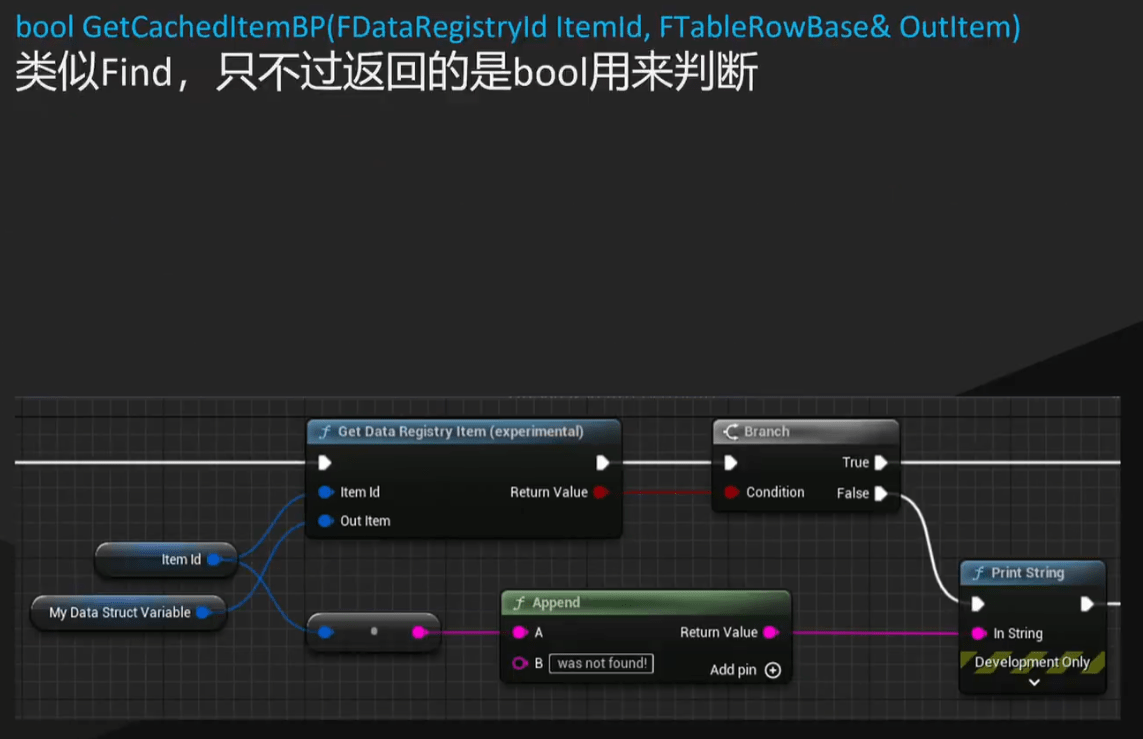 bool GetCachedItemBP(FDataRegistryId ItemId, FTableRowBase& OutItem)
类似Find，只不过返回的是bool用来判断
Get Data Registry Item (experimental)
Item Id
Return Value
Out Item
Branch
True
Condition
False
Item Id
My Data Struct Variable
Append
A
Return Value
B was not found!
Add pin
Print String
In String
Development Only